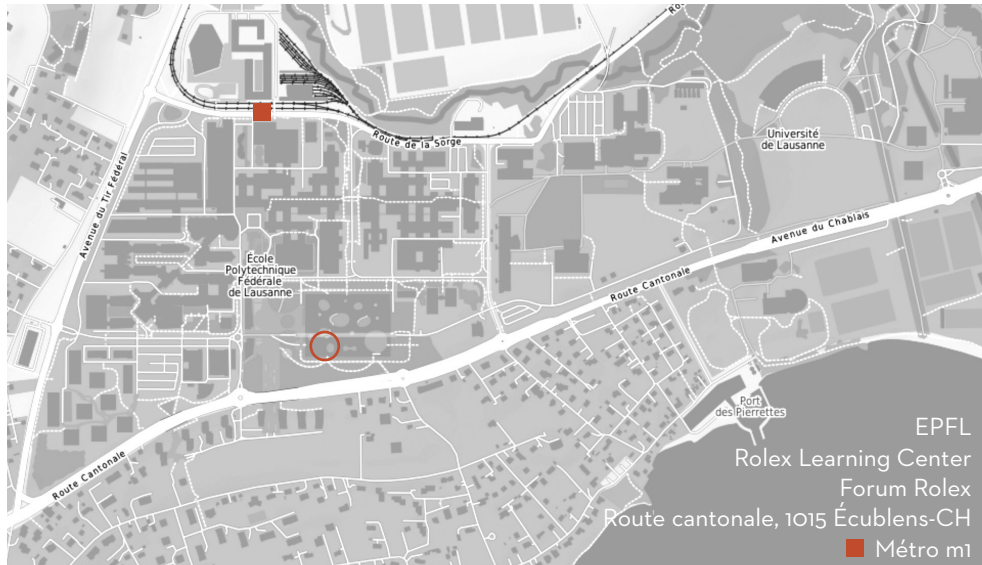 Ro
Route de la Sorge
Université
de Lausanne
Avenue du Tir Fédéral
Avenue du Chablais
École
Polytechnique
Fédérale
de Lausanne
Route Cantonale
Port
des Pierrettes
Route Cantonale
EPFL
Rolex Learning Center
Forum Rolex
Route cantonale, 1015 Écublens-CH
Métro m1